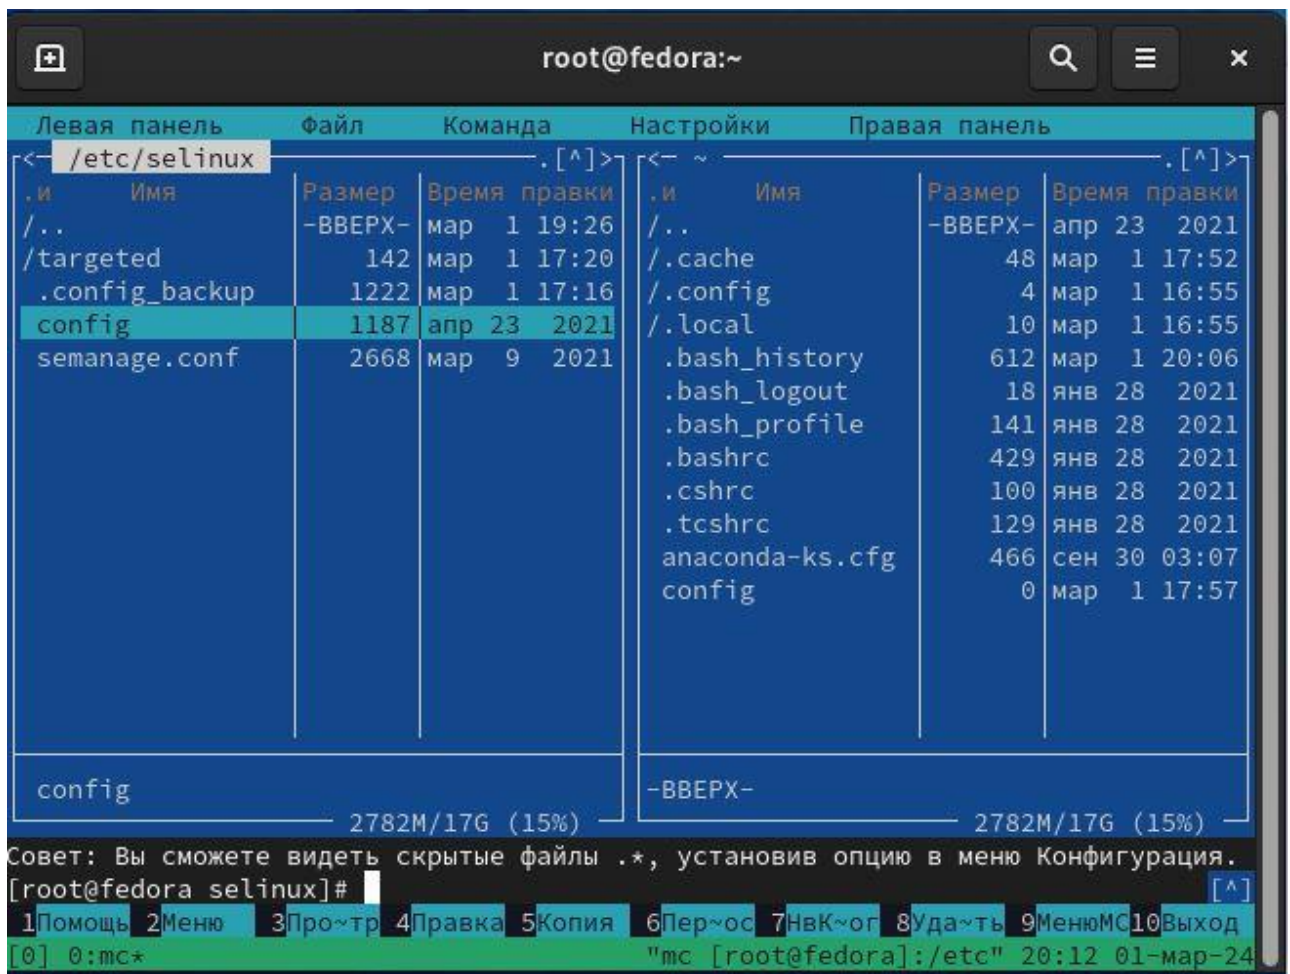 root@fedora:~
Левая панель Файл Команда Настройки Правая панель
<- /etc/selinux .[^]> <- ~ .[^]>
.и Имя Размер Время правки .и Имя Размер Время правки
/.. -ВВЕРХ- мар 1 19:26 /.. -ВВЕРХ- апр 23 2021
/targeted 142 мар 1 17:20 /.cache 48 мар 1 17:52
.config_backup 1222 мар 1 17:16 /.config 4 мар 1 16:55
config 1187 апр 23 2021 /.local 10 мар 1 16:55
semanage.conf 2668 мар 9 2021 .bash_history 612 мар 1 20:06
.bash_logout 18 янв 28 2021
.bash_profile 141 янв 28 2021
.bashrc 429 янв 28 2021
.cshrc 100 янв 28 2021
.tcshrc 129 янв 28 2021
anaconda-ks.cfg 466 сен 30 03:07
config 0 мар 1 17:57
config -ВВЕРХ-
2782M/17G (15%) 2782M/17G (15%)
Совет: Вы сможете видеть скрытые файлы .*, установив опцию в меню Конфигурация.
[root@fedora selinux]# [^]
1Помощь 2Меню 3Про~тр 4Правка 5Копия 6Пер~ос 7НвК~ог 8Уда~ть 9МенюMC 10Выход
[0] 0:mc* "mc [root@fedora]:/etc" 20:12 01-мар-24